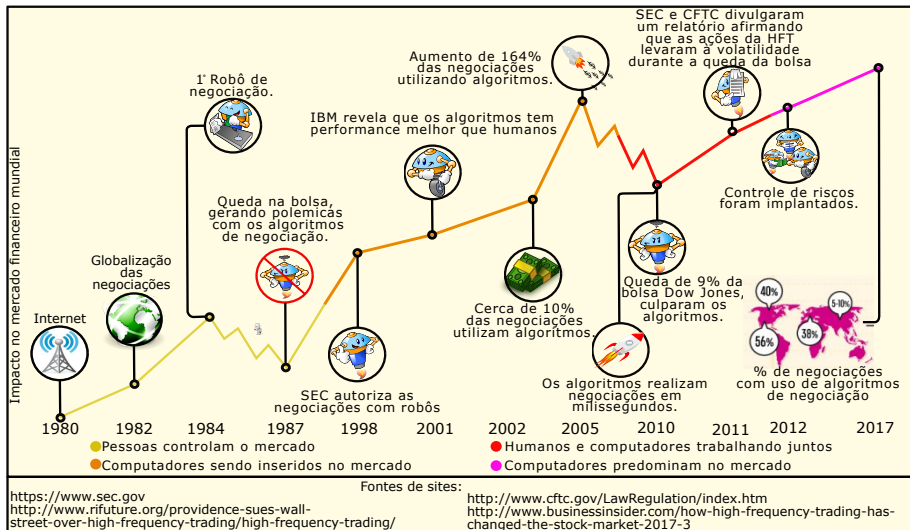 Impacto no mercado financeiro mundial
Internet
Globalização
das
negociações
1° Robô de
negociação.
Queda na bolsa,
gerando polemicas
com os algoritmos
de negociação.
SEC autoriza as
negociações com robôs
IBM revela que os algoritmos tem
performance melhor que humanos
Cerca de 10%
das negociações
utilizam algoritmos.
Aumento de 164%
das negociações
utilizando algoritmos.
Os algoritmos realizam
negociações em
milissegundos.
Queda de 9% da
bolsa Dow Jones,
culparam os
algoritmos.
SEC e CFTC divulgaram
um relatório afirmando
que as ações da HFT
levaram à volatilidade
durante a queda da bolsa
Controle de riscos
foram implantados.
40%
5-10%
56%
38%
% de negociações
com uso de algoritmos
de negociação
1980 1982 1984 1987 1998 2001 2002 2005 2010 2011 2012 2017
Pessoas controlam o mercado
Computadores sendo inseridos no mercado
Humanos e computadores trabalhando juntos
Computadores predominam no mercado
Fontes de sites:
https://www.sec.gov
http://www.rifuture.org/providence-sues-wall-
street-over-high-frequency-trading/high-frequency-trading/
http://www.cftc.gov/LawRegulation/index.htm
http://www.businessinsider.com/how-high-frequency-trading-has-
changed-the-stock-market-2017-3